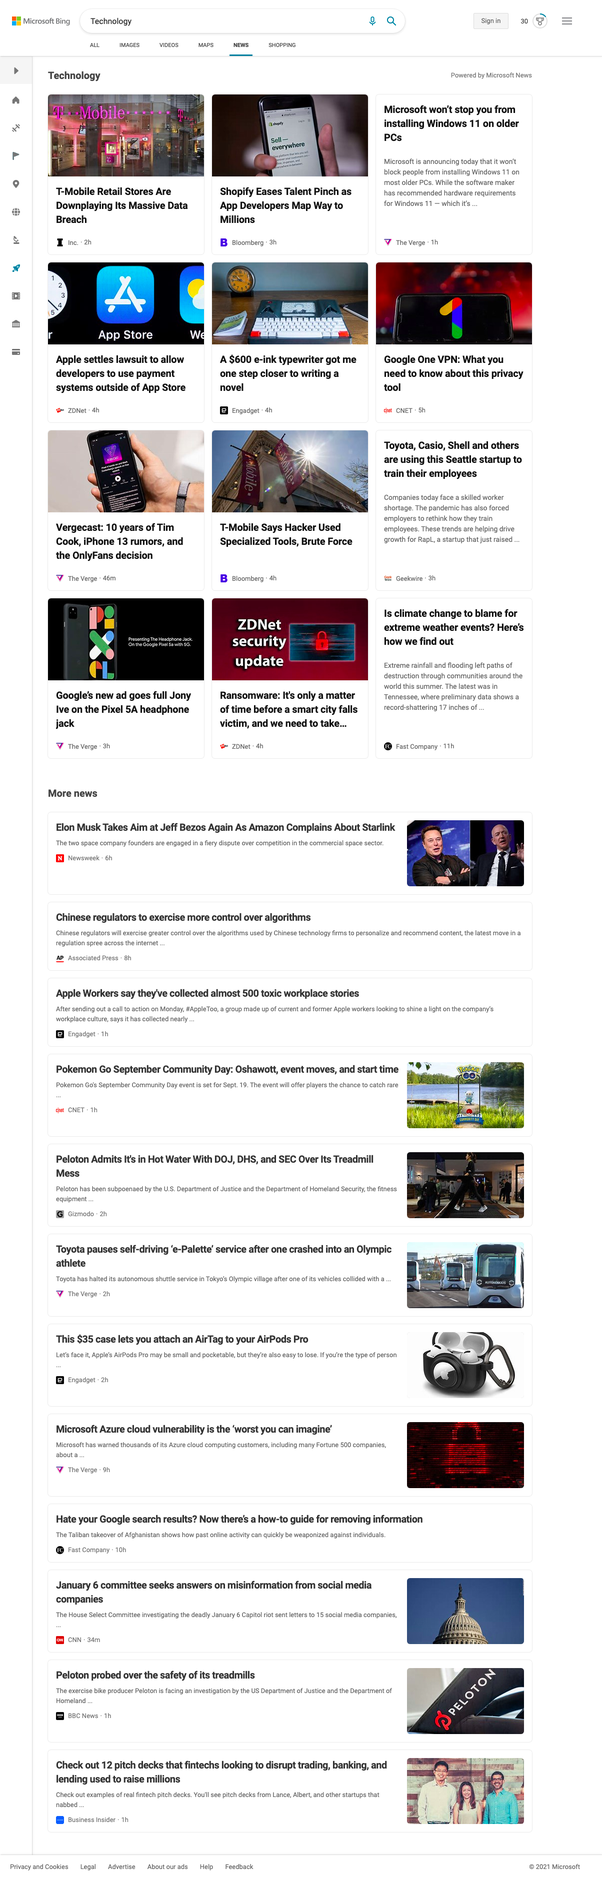 Microsoft Bing
Technology
Sign in
30
ALL
IMAGES
VIDEOS
MAPS
NEWS
SHOPPING
Technology
Powered by Microsoft News
T-Mobile
T-Mobile Retail Stores Are
Downplaying Its Massive Data
Breach
Inc. · 2h
shopify
Sell —
everywhere
Shopify Eases Talent Pinch as
App Developers Map Way to
Millions
Bloomberg · 3h
Microsoft won't stop you from
installing Windows 11 on older
PCs
Microsoft is announcing today that it won't
block people from installing Windows 11 on
most older PCs. While the software maker
has recommended hardware requirements
for Windows 11 — which it's ...
The Verge · 1h
App Store
We
Apple settles lawsuit to allow
developers to use payment
systems outside of App Store
ZDNet · 4h
A $600 e-ink typewriter got me
one step closer to writing a
novel
Engadget · 4h
Google One VPN: What you
need to know about this privacy
tool
CNET · 5h
Vergecast: 10 years of Tim
Cook, iPhone 13 rumors, and
the OnlyFans decision
The Verge · 46m
T-Mobile Says Hacker Used
Specialized Tools, Brute Force
Bloomberg · 4h
Toyota, Casio, Shell and others
are using this Seattle startup to
train their employees
Companies today face a skilled worker
shortage. The pandemic has also forced
employers to rethink how they train
employees. These trends are helping drive
growth for RapL, a startup that just raised ...
Geekwire · 3h
Presenting The Headphone Jack.
On the Google Pixel 5a with 5G.
Google's new ad goes full Jony
Ive on the Pixel 5A headphone
jack
The Verge · 3h
ZDNet
security
update
Ransomware: It's only a matter
of time before a smart city falls
victim, and we need to take...
ZDNet · 4h
Is climate change to blame for
extreme weather events? Here's
how we find out
Extreme rainfall and flooding left paths of
destruction through communities around the
world this summer. The latest was in
Tennessee, where preliminary data shows a
record-shattering 17 inches of ...
Fast Company · 11h
More news
Elon Musk Takes Aim at Jeff Bezos Again As Amazon Complains About Starlink
The two space company founders are engaged in a fiery dispute over competition in the commercial space sector.
Newsweek · 6h
Chinese regulators to exercise more control over algorithms
Chinese regulators will exercise greater control over the algorithms used by Chinese technology firms to personalize and recommend content, the latest move in a
regulation spree across the internet ...
AP
Associated Press · 8h
Apple Workers say they've collected almost 500 toxic workplace stories
After sending out a call to action on Monday, #AppleToo, a group made up of current and former Apple workers looking to shine a light on the company's
workplace culture, says it has collected nearly ...
Engadget · 1h
Pokemon Go September Community Day: Oshawott, event moves, and start time
Pokemon Go's September Community Day event is set for Sept. 19. The event will offer players the chance to catch rare
...
CNET · 1h
Peloton Admits It's in Hot Water With DOJ, DHS, and SEC Over Its Treadmill
Mess
Peloton has been subpoenaed by the U.S. Department of Justice and the Department of Homeland Security, the fitness
equipment ...
Gizmodo · 2h
Toyota pauses self-driving 'e-Palette' service after one crashed into an Olympic
athlete
Toyota has halted its autonomous shuttle service in Tokyo's Olympic village after one of its vehicles collided with a ...
The Verge · 2h
This $35 case lets you attach an AirTag to your AirPods Pro
Let's face it, Apple's AirPods Pro may be small and pocketable, but they're also easy to lose. If you're the type of person
...
Engadget · 2h
Microsoft Azure cloud vulnerability is the 'worst you can imagine'
Microsoft has warned thousands of its Azure cloud computing customers, including many Fortune 500 companies,
about a ...
The Verge · 9h
Hate your Google search results? Now there's a how-to guide for removing information
The Taliban takeover of Afghanistan shows how past online activity can quickly be weaponized against individuals.
Fast Company · 10h
January 6 committee seeks answers on misinformation from social media
companies
The House Select Committee investigating the deadly January 6 Capitol riot sent letters to 15 social media companies,
...
CNN · 34m
Peloton probed over the safety of its treadmills
The exercise bike producer Peloton is facing an investigation by the US Department of Justice and the Department of
Homeland ...
BBC News · 1h
PELOTON
Check out 12 pitch decks that fintechs looking to disrupt trading, banking, and
lending used to raise millions
Check out examples of real fintech pitch decks. You'll see pitch decks from Lance, Albert, and other startups that
nabbed ...
Business Insider · 1h
Privacy and Cookies
Legal
Advertise
About our ads
Help
Feedback
© 2021 Microsoft